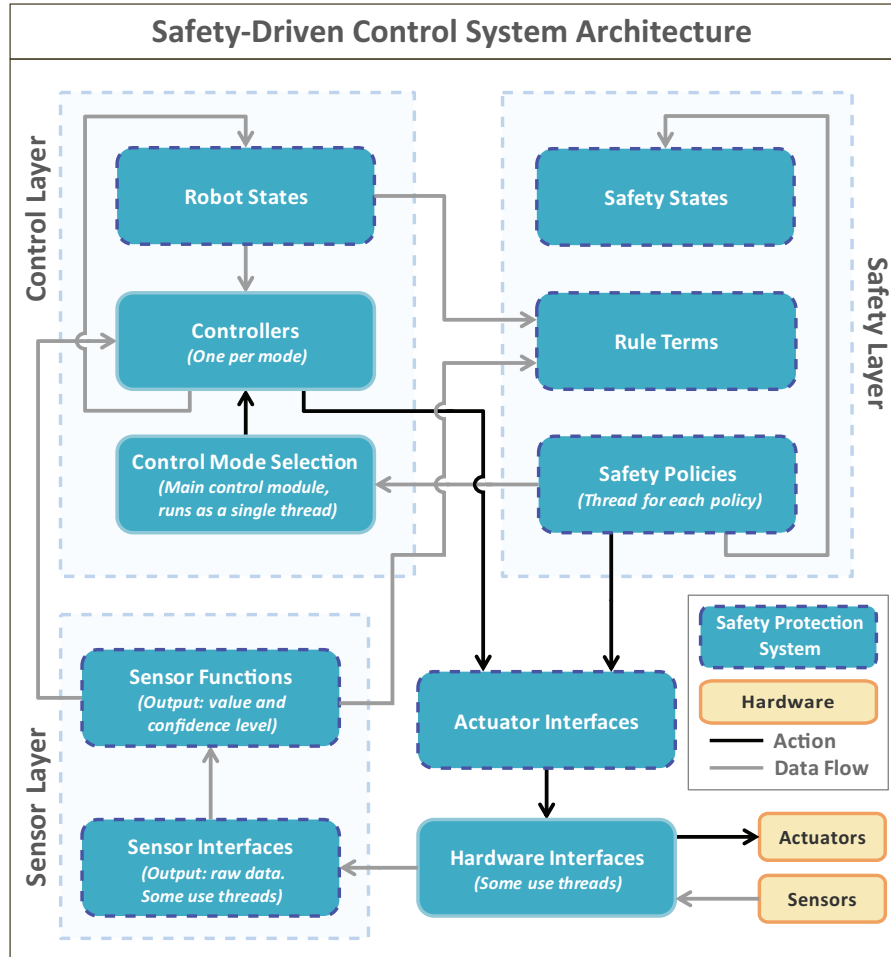 Safety-Driven Control System Architecture
Control Layer
Robot States
Controllers
(One per mode)
Control Mode Selection
(Main control module,
runs as a single thread)
Safety Layer
Safety States
Rule Terms
Safety Policies
(Thread for each policy)
Sensor Layer
Sensor Functions
(Output: value and
confidence level)
Sensor Interfaces
(Output: raw data.
Some use threads)
Actuator Interfaces
Hardware Interfaces
(Some use threads)
Safety Protection
System
Hardware
Action
Data Flow
Actuators
Sensors